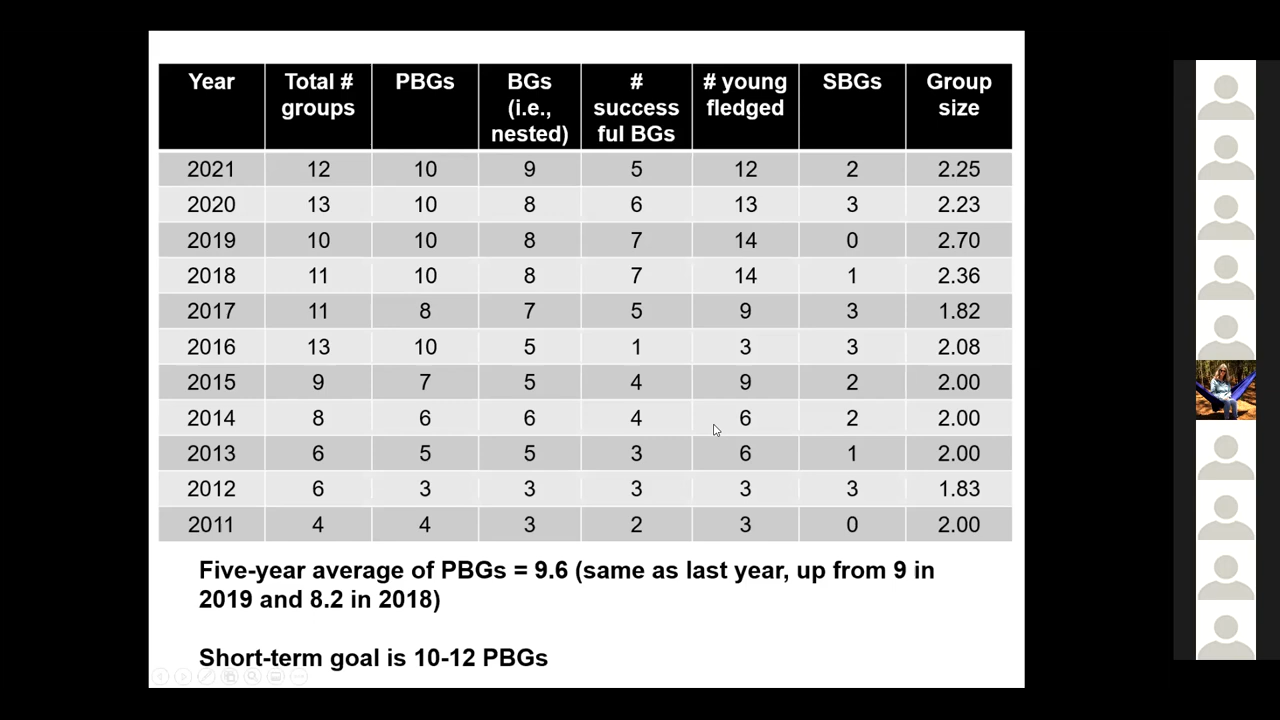 Year Total # groups PBGs BGs (i.e., nested) # success ful BGs # young fledged SBGs Group size
2021 12 10 9 5 12 2 2.25
2020 13 10 8 6 13 3 2.23
2019 10 10 8 7 14 0 2.70
2018 11 10 8 7 14 1 2.36
2017 11 8 7 5 9 3 1.82
2016 13 10 5 1 3 3 2.08
2015 9 7 5 4 9 2 2.00
2014 8 6 6 4 6 2 2.00
2013 6 5 5 3 6 1 2.00
2012 6 3 3 3 3 3 1.83
2011 4 4 3 2 3 0 2.00
Five-year average of PBGs = 9.6 (same as last year, up from 9 in
2019 and 8.2 in 2018)
Short-term goal is 10-12 PBGs